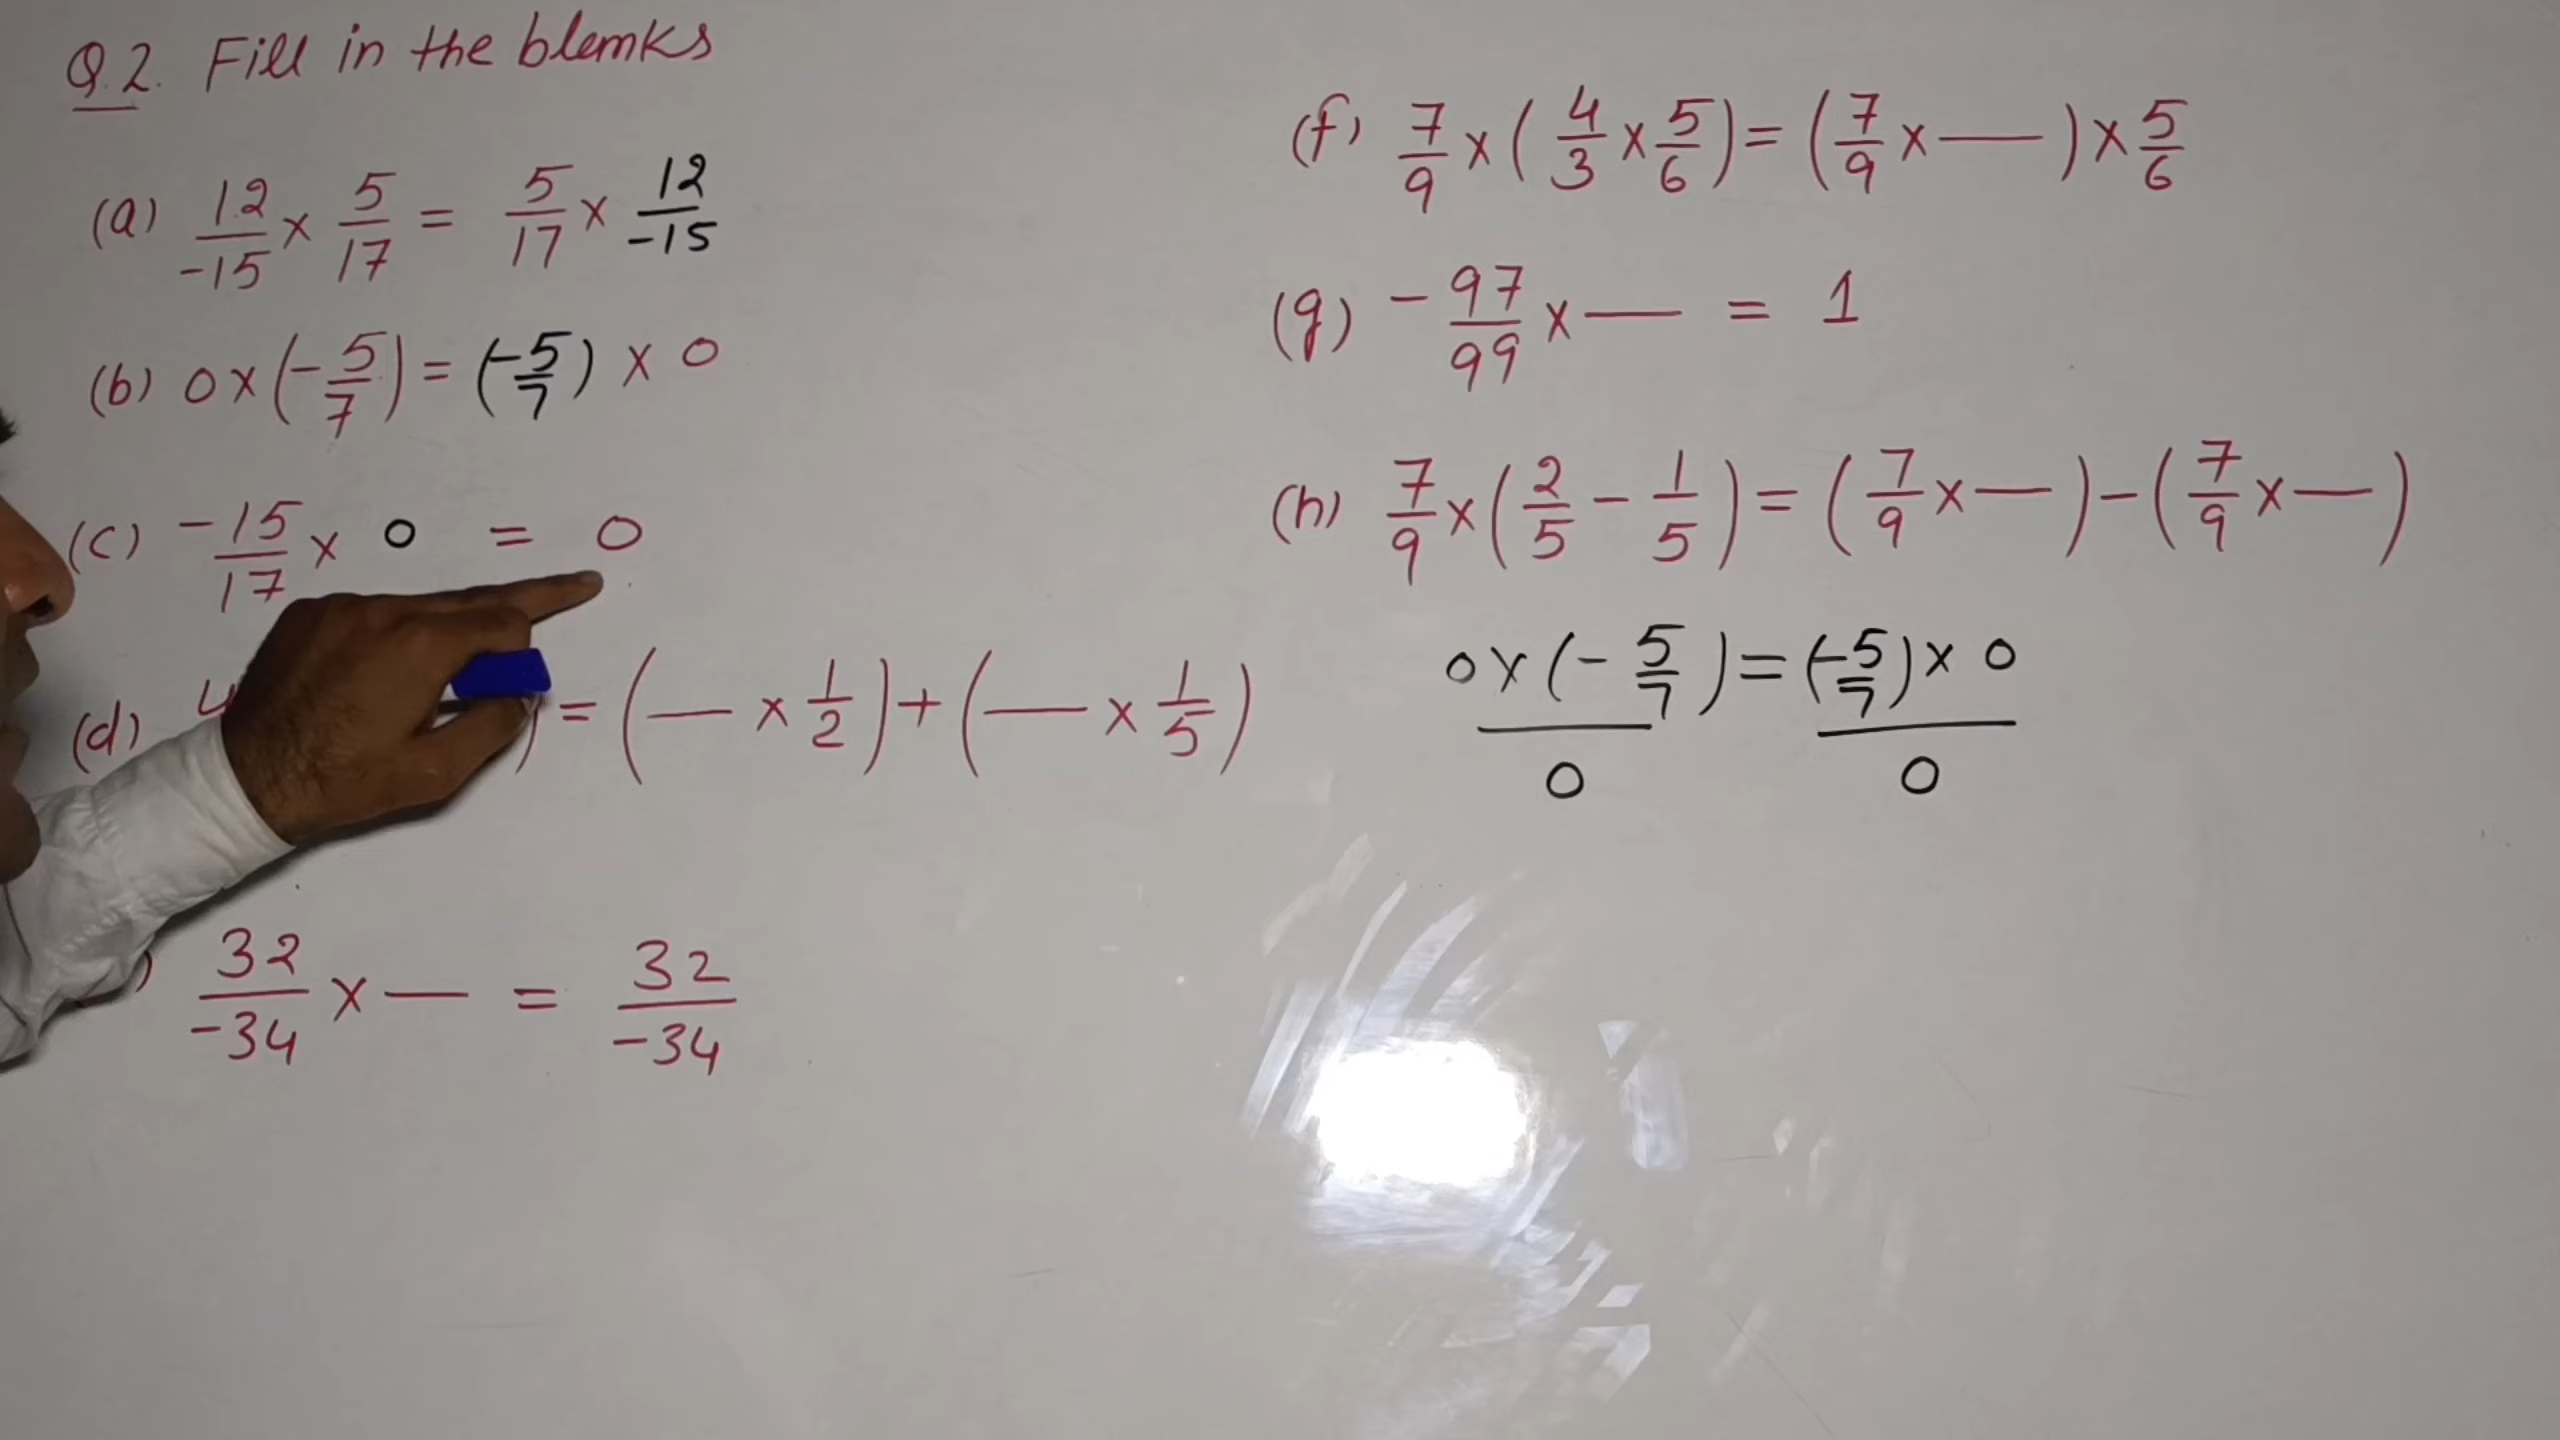 Q.2. Fill in the blemks
(a) 12/-15 × 5/17 = 5/17 × 12/-15
(b) 0 × (-5/7) = (-5/7) × 0
(c) -15/17 × 0 = 0
(d) 4 ) = (— × 1/2) + (— × 1/5)
) 32/-34 × — = 32/-34
(f) 7/9 × (4/3 × 5/6) = (7/9 × —) × 5/6
(g) -97/99 × — = 1
(h) 7/9 × (2/5 - 1/5) = (7/9 × —) - (7/9 × —)
0 × (-5/7) = (-5/7) × 0
0 0